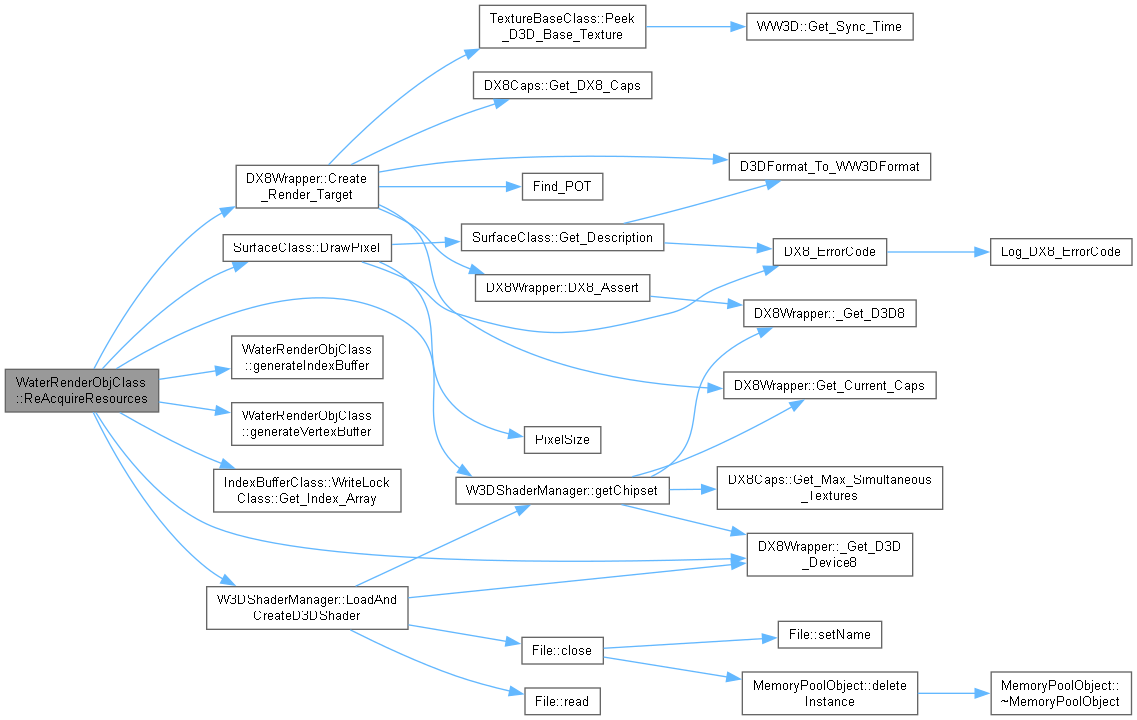 TextureBaseClass::Peek
_D3D_Base_Texture
WW3D::Get_Sync_Time
DX8Caps::Get_DX8_Caps
DX8Wrapper::Create
_Render_Target
D3DFormat_To_WW3DFormat
Find_POT
SurfaceClass::DrawPixel
SurfaceClass::Get_Description
DX8_ErrorCode
Log_DX8_ErrorCode
DX8Wrapper::DX8_Assert
DX8Wrapper::_Get_D3D8
WaterRenderObjClass
::generateIndexBuffer
WaterRenderObjClass
::ReAcquireResources
DX8Wrapper::Get_Current_Caps
WaterRenderObjClass
::generateVertexBuffer
PixelSize
IndexBufferClass::WriteLock
Class::Get_Index_Array
W3DShaderManager::getChipset
DX8Caps::Get_Max_Simultaneous
_Textures
DX8Wrapper::_Get_D3D
_Device8
W3DShaderManager::LoadAnd
CreateD3DShader
File::close
File::setName
MemoryPoolObject::delete
Instance
MemoryPoolObject::
~MemoryPoolObject
File::read